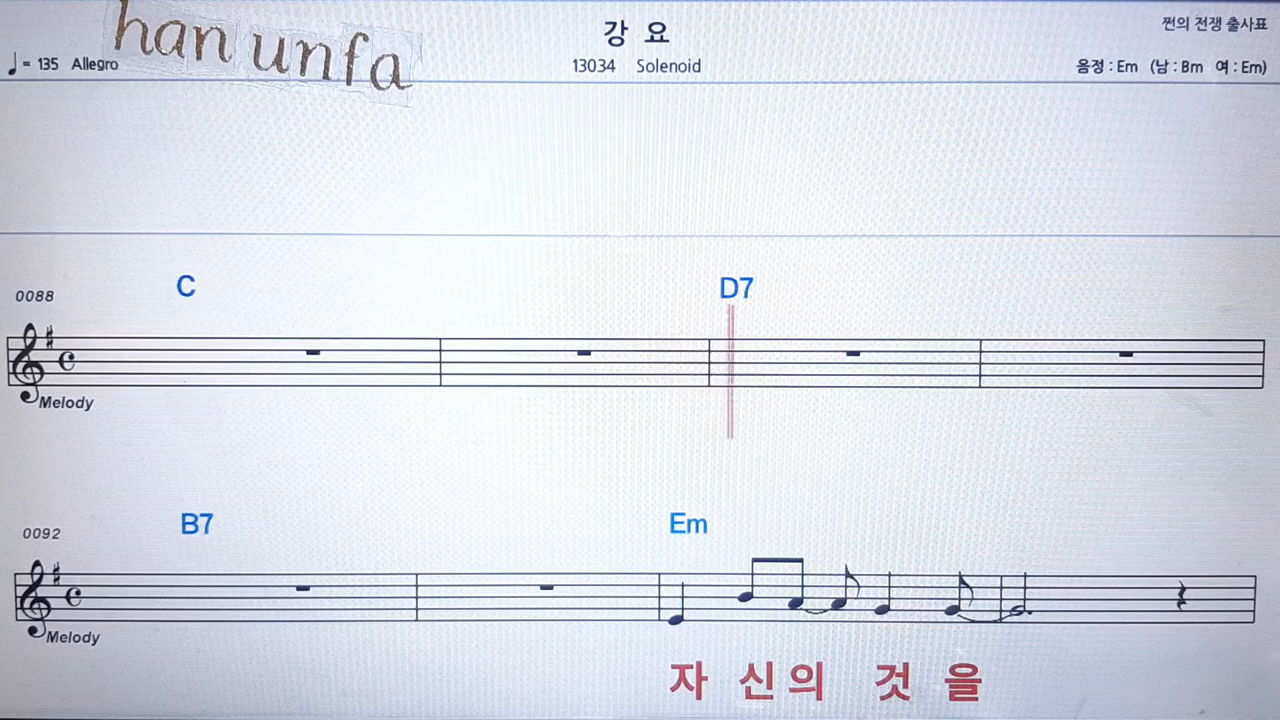 han unfa
강 요
쩐의 전쟁 출사표
♩= 135 Allegro
13034 Solenoid
음정 : Em (남 : Bm 여 : Em)
C D7
0088
Melody
B7 Em
0092
Melody
자 신의 것 을